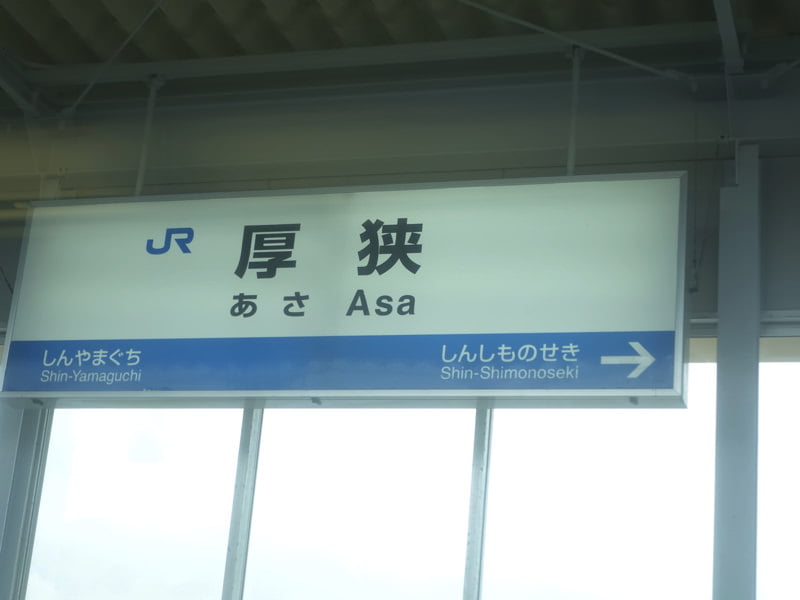 JR 厚狭
あさ Asa
しんやまぐち しんしものせき →
Shin-Yamaguchi Shin-Shimonoseki